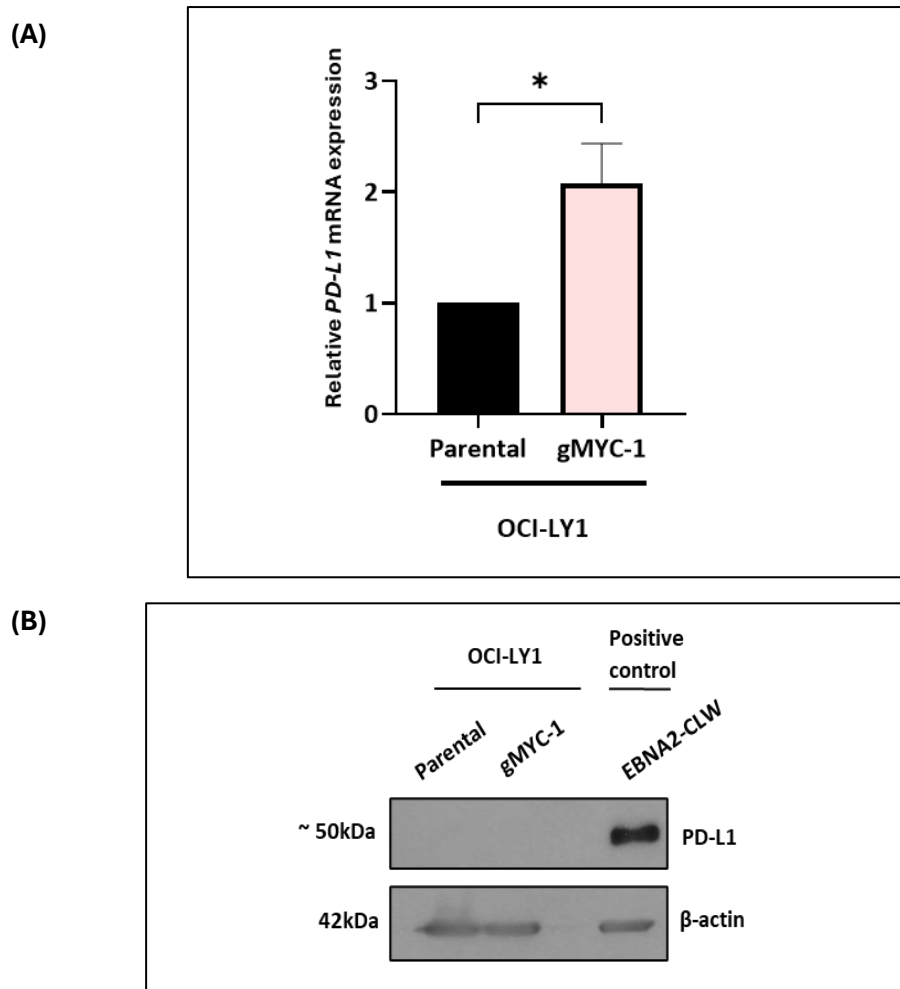 (A)
Relative PD-L1 mRNA expression
3
2
1
0
*
Parental gMYC-1
OCI-LY1
(B)
OCI-LY1
Positive
control
Parental
gMYC-1
EBNA2-CLW
~ 50kDa
PD-L1
42kDa
β-actin